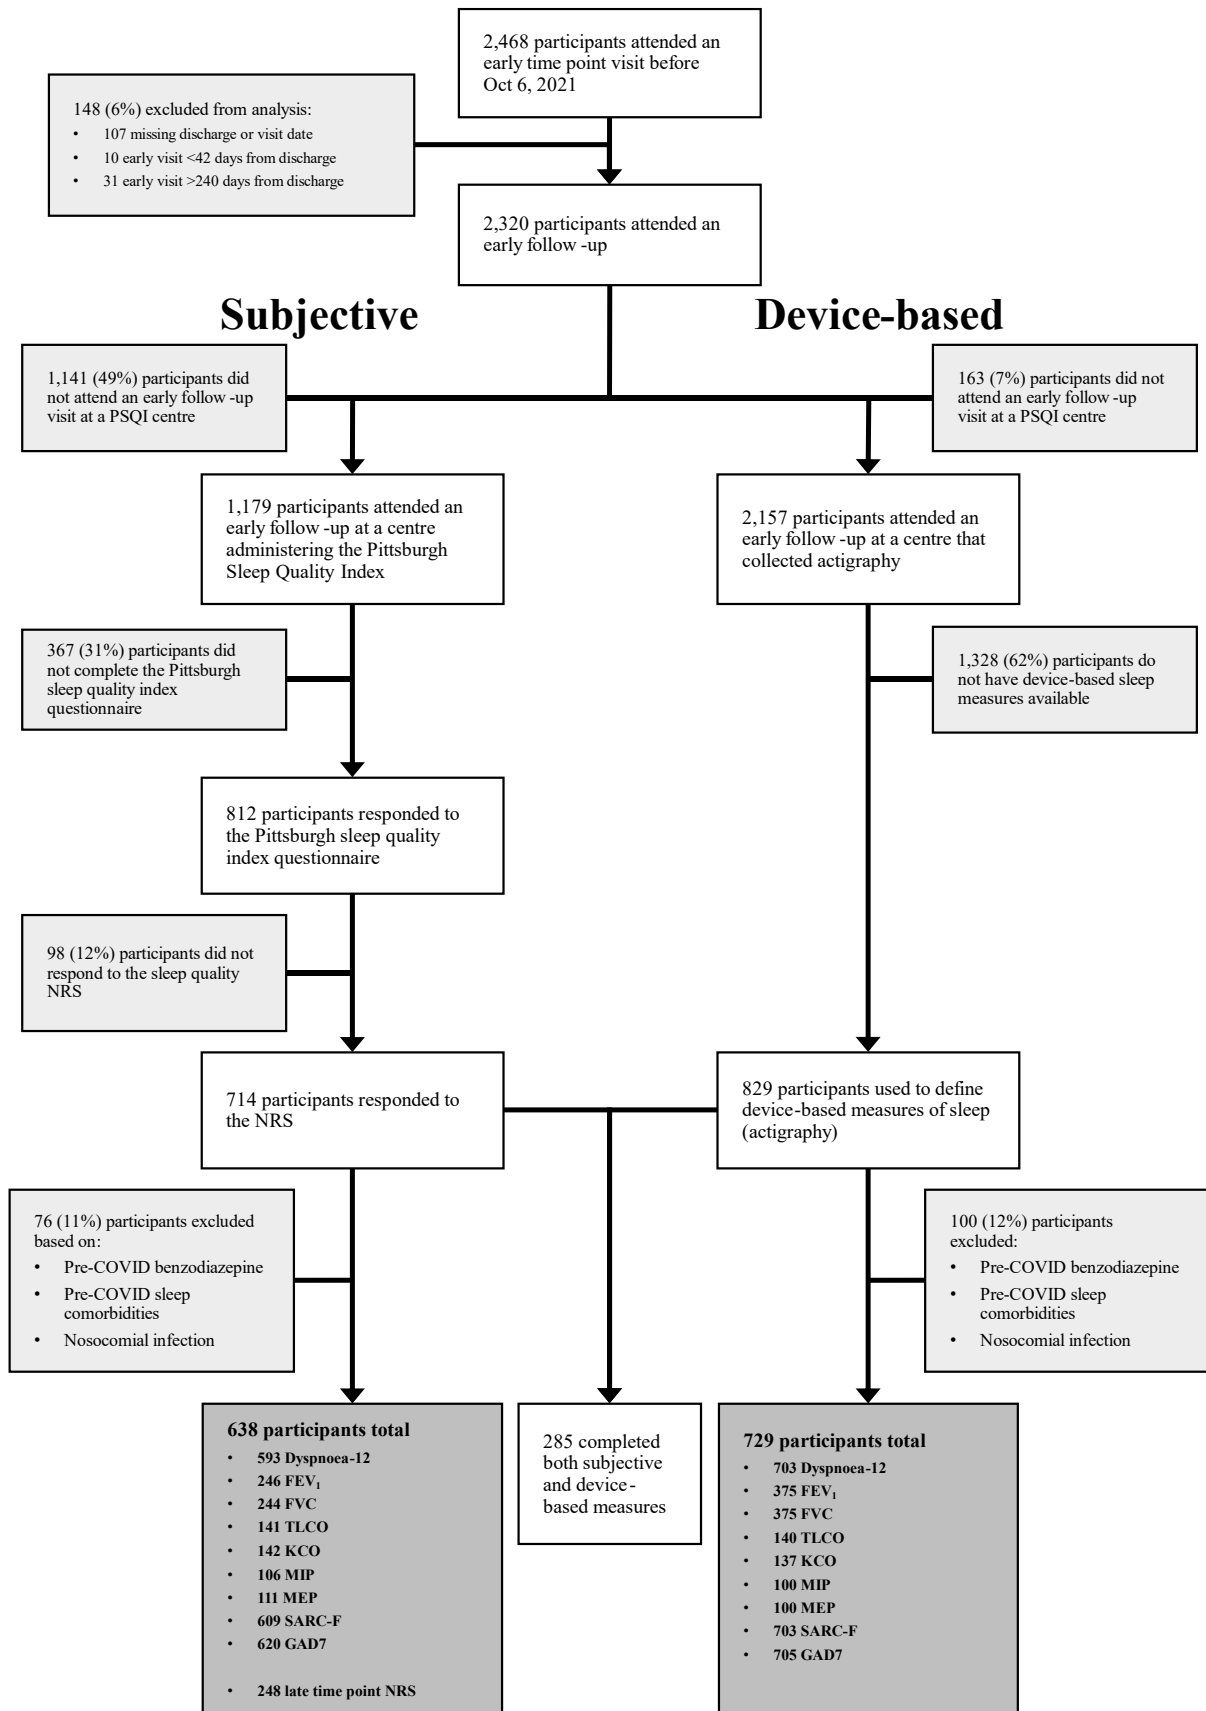 2,468 participants attended an
early time point visit before
Oct 6, 2021
148 (6%) excluded from analysis:
• 107 missing discharge or visit date
• 10 early visit <42 days from discharge
• 31 early visit >240 days from discharge
2,320 participants attended an
early follow -up
Subjective
Device-based
1,141 (49%) participants did
not attend an early follow -up
visit at a PSQI centre
163 (7%) participants did not
attend an early follow -up
visit at a PSQI centre
1,179 participants attended an
early follow -up at a centre
administering the Pittsburgh
Sleep Quality Index
2,157 participants attended an
early follow -up at a centre that
collected actigraphy
367 (31%) participants did
not complete the Pittsburgh
sleep quality index
questionnaire
1,328 (62%) participants do
not have device-based sleep
measures available
812 participants responded to
the Pittsburgh sleep quality
index questionnaire
98 (12%) participants did not
respond to the sleep quality
NRS
714 participants responded to
the NRS
829 participants used to define
device-based measures of sleep
(actigraphy)
76 (11%) participants excluded
based on:
• Pre-COVID benzodiazepine
• Pre-COVID sleep
comorbidities
• Nosocomial infection
100 (12%) participants
excluded:
• Pre-COVID benzodiazepine
• Pre-COVID sleep
comorbidities
• Nosocomial infection
638 participants total
• 593 Dyspnoea-12
• 246 FEV₁
• 244 FVC
• 141 TLCO
• 142 KCO
• 106 MIP
• 111 MEP
• 609 SARC-F
• 620 GAD7
• 248 late time point NRS
285 completed
both subjective
and device-
based measures
729 participants total
• 703 Dyspnoea-12
• 375 FEV₁
• 375 FVC
• 140 TLCO
• 137 KCO
• 100 MIP
• 100 MEP
• 703 SARC-F
• 705 GAD7